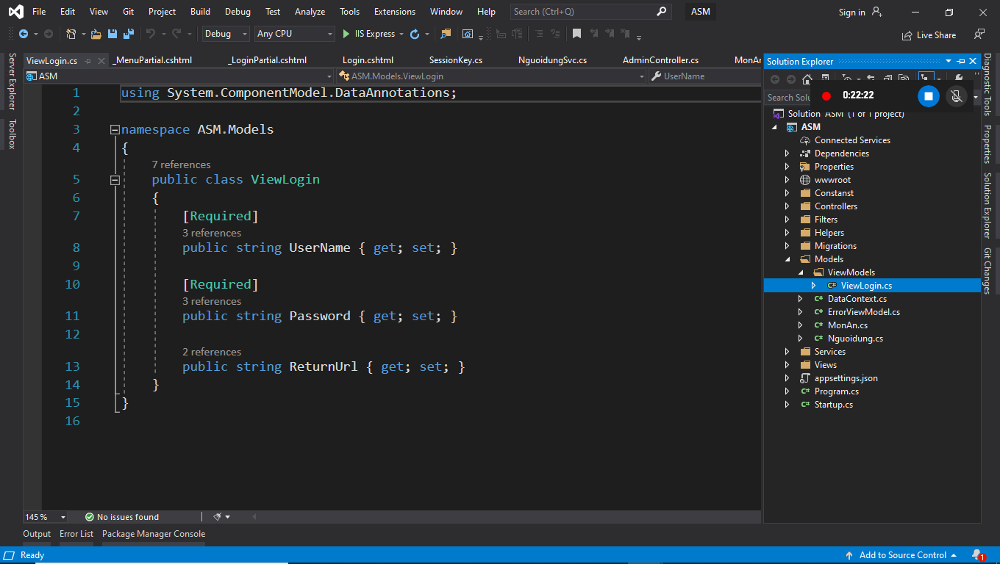 File Edit View Git Project Build Debug Test Analyze Tools Extensions Window Help Search (Ctrl+Q) ASM Sign in
Debug Any CPU IIS Express Live Share
ViewLogin.cs _MenuPartial.cshtml _LoginPartial.cshtml Login.cshtml SessionKey.cs NguoidungSvc.cs AdminController.cs MonAn
ASM ASM.Models.ViewLogin UserName
Server Explorer
Toolbox
1 using System.ComponentModel.DataAnnotations;
2
3 namespace ASM.Models
4 {
7 references
5 public class ViewLogin
6 {
7 [Required]
3 references
8 public string UserName { get; set; }
9
10 [Required]
3 references
11 public string Password { get; set; }
12
2 references
13 public string ReturnUrl { get; set; }
14 }
15 }
16
145 % No issues found
Output Error List Package Manager Console
Ready Add to Source Control 1
Solution Explorer
Search Solu
0:22:22
Solution 'ASM' (1 of 1 project)
ASM
Connected Services
Dependencies
Properties
wwwroot
Constanst
Controllers
Filters
Helpers
Migrations
Models
ViewModels
C# ViewLogin.cs
C# DataContext.cs
C# ErrorViewModel.cs
C# MonAn.cs
C# Nguoidung.cs
Services
Views
appsettings.json
C# Program.cs
C# Startup.cs
Diagnostic Tools
Properties
Solution Explorer
Git Changes